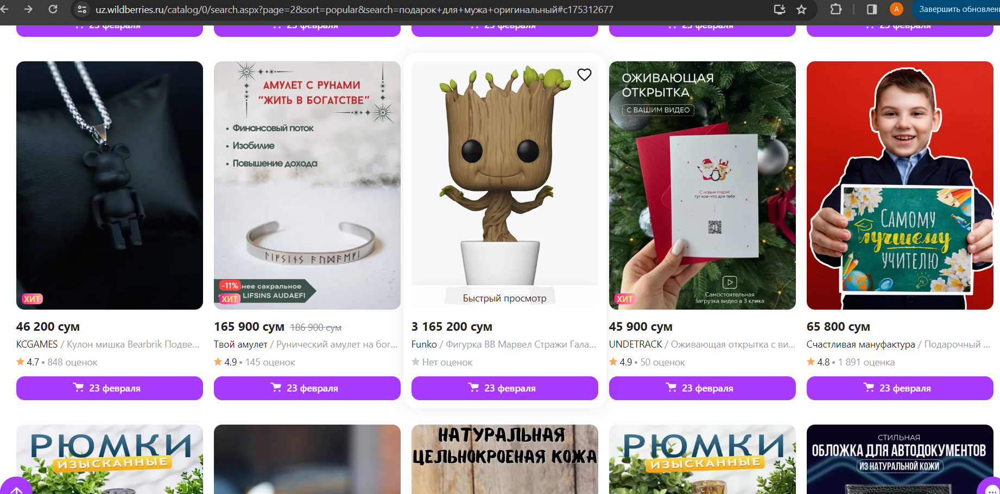 uz.wildberries.ru/catalog/0/search.aspx?page=2&sort=popular&search=подарок+для+мужа+оригинальный#c175312677
A
Завершить обновлен
23 февраля
23 февраля
23 февраля
23 февраля
23 февраля
ХИТ
АМУЛЕТ С РУНАМИ
“ЖИТЬ В БОГАТСТВЕ”
• Финансовый поток
• Изобилие
• Повышение дохода
-11%
нее сакральное
ХИТ
LIFSINS AUDAEFI
Быстрый просмотр
ОЖИВАЮЩАЯ
ОТКРЫТКА
С ВАШИМ ВИДЕО
С новым годом!
тут кое-что для тебя
Самостоятельная
загрузка видео в 3 клика
ХИТ
САМОМУ
лучшему
УЧИТЕЛЮ
46 200 сум
165 900 сум 186 900 сум
3 165 200 сум
45 900 сум
65 800 сум
KCGAMES / Кулон мишка Bearbrik Подве...
Твой амулет / Рунический амулет на бог...
Funko / Фигурка ВВ Марвел Стражи Гала...
UNDETRACK / Оживающая открытка с ви...
Счастливая мануфактура / Подарочный ...
4.7 • 848 оценок
4.9 • 145 оценок
Нет оценок
4.9 • 50 оценок
4.8 • 1 891 оценка
23 февраля
23 февраля
23 февраля
23 февраля
23 февраля
РЮМКИ
ИЗЫСКАННЫЕ
НАТУРАЛЬНАЯ
ЦЕЛЬНОКРОЕНАЯ КОЖА
РЮМКИ
ИЗЫСКАННЫЕ
СТИЛЬНАЯ
ОБЛОЖКА ДЛЯ АВТОДОКУМЕНТОВ
ИЗ НАТУРАЛЬНОЙ КОЖИ